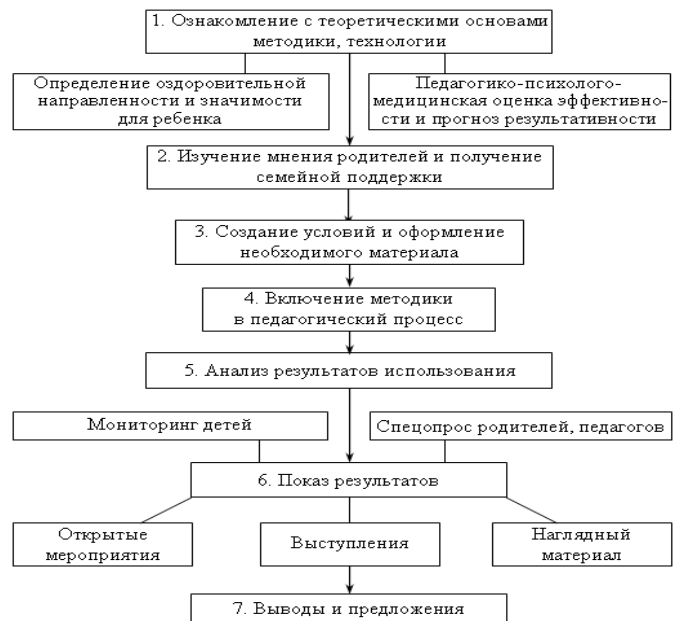 1. Ознакомление с теоретическими основами
методики, технологии
Определение оздоровительной
направленности и значимости
для ребенка
Педагогико-психолого-
медицинская оценка эффективно-
сти и прогноз результативности
2. Изучение мнения родителей и получение
семейной поддержки
3. Создание условий и оформление
необходимого материала
4. Включение методики
в педагогический процесс
5. Анализ результатов использования
Мониторинг детей
Спецопрос родителей, педагогов
6. Показ результатов
Открытые
мероприятия
Выступления
Наглядный
материал
7. Выводы и предложения